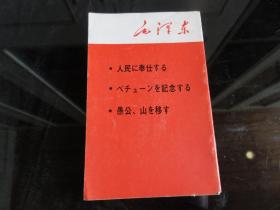 毛泽东
・人民に奉仕する
・ベチューンを記念する
・愚公、山を移す